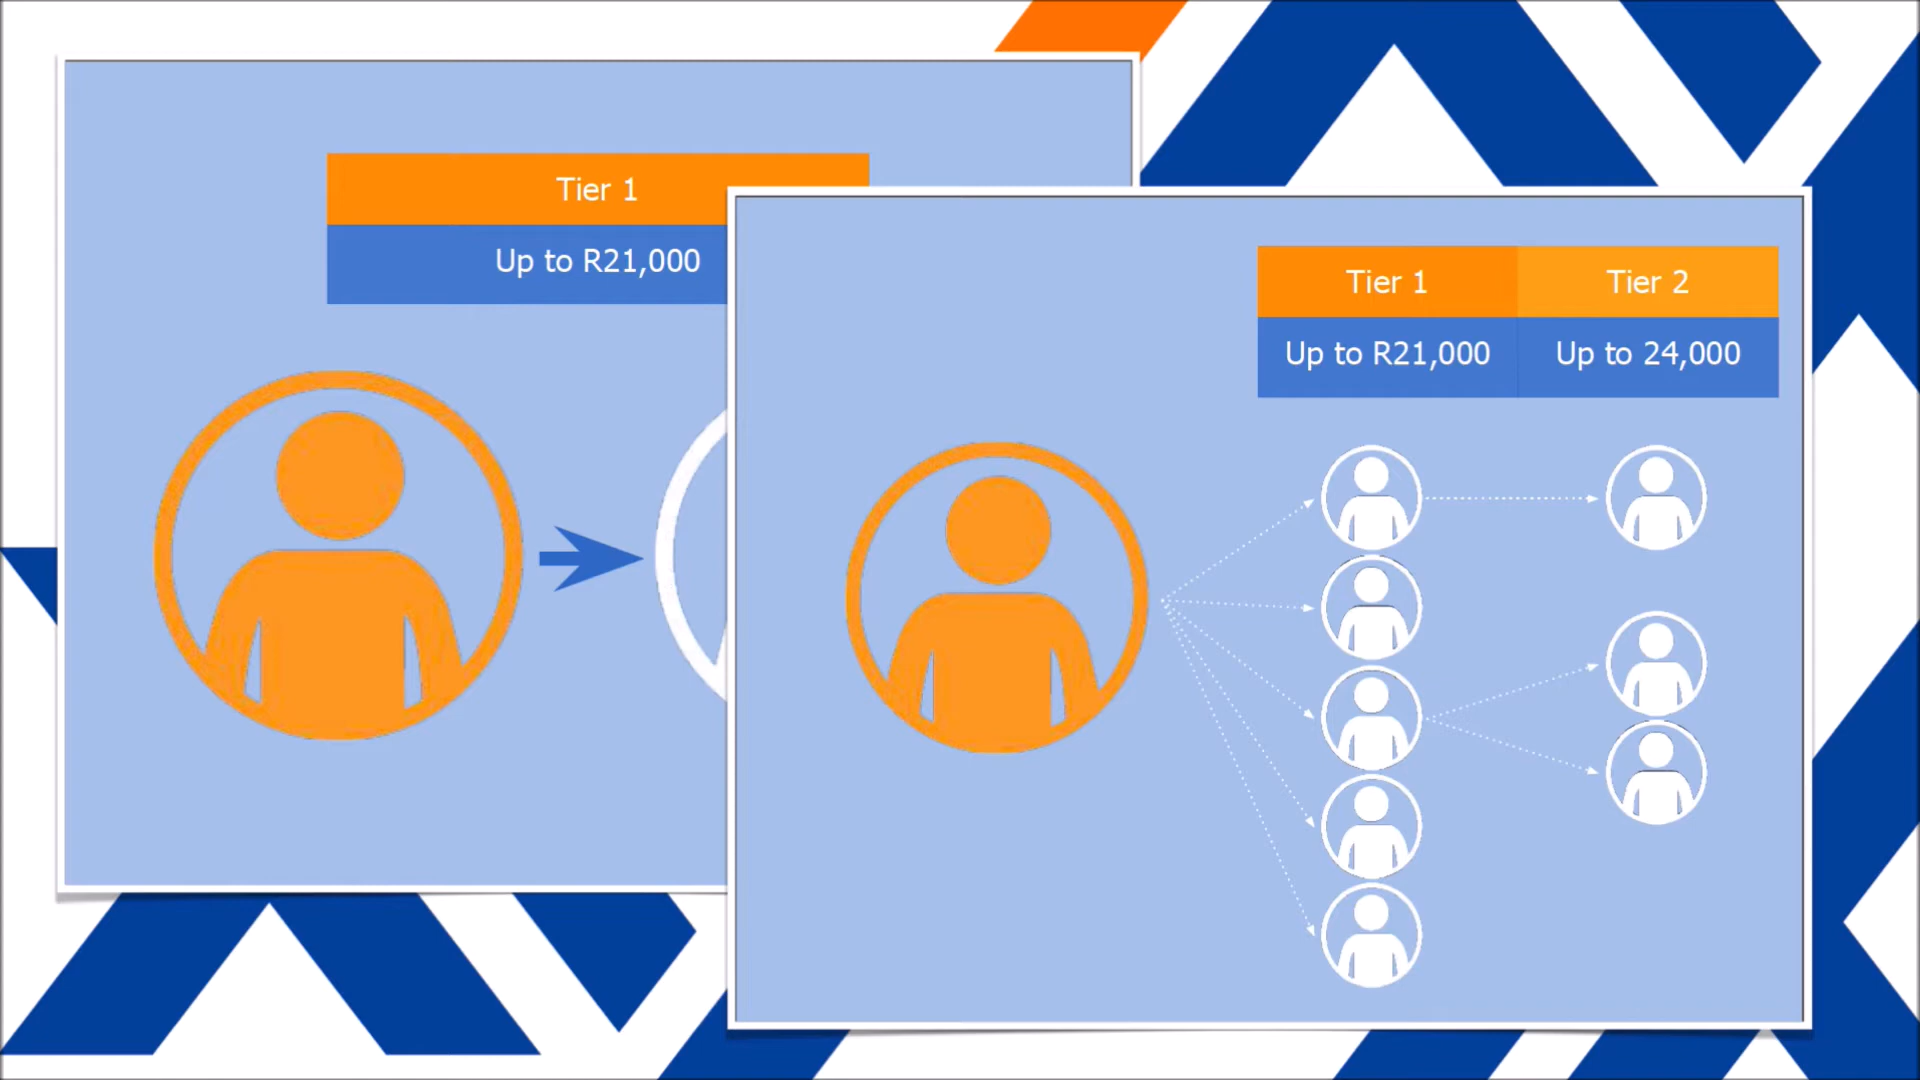 Tier 1
Up to R21,000
Tier 1 Tier 2
Up to R21,000 Up to 24,000